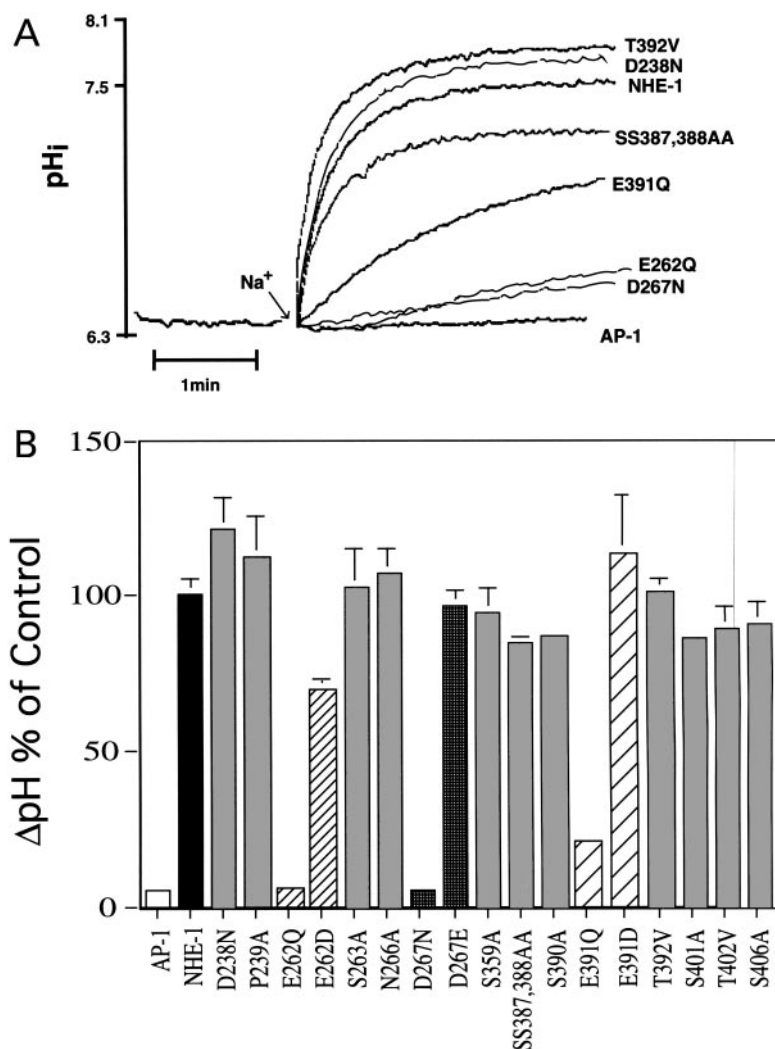 A
8.1
7.5
6.3
pHi
Na+
1min
T392V
D238N
NHE-1
SS387,388AA
E391Q
E262Q
D267N
AP-1
B
150
100
50
0
ΔpH % of Control
AP-1
NHE-1
D238N
P239A
E262Q
E262D
S263A
N266A
D267N
D267E
S359A
SS387,388AA
S390A
E391Q
E391D
T392V
S401A
T402V
S406A